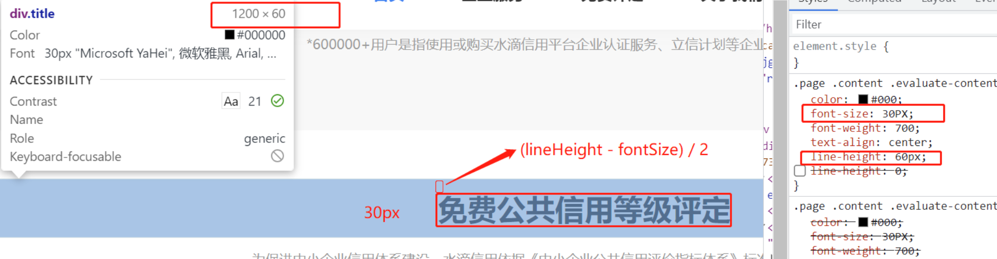 div.title 1200 × 60
Color #000000
Font 30px "Microsoft YaHei", 微软雅黑, Arial, ...
ACCESSIBILITY
Contrast Aa 21
Name
Role generic
Keyboard-focusable
*600000+用户是指使用或购买水滴信用平台企业认证服务、立信计划等企业
(lineHeight - fontSize) / 2
30px
免费公共信用等级评定
Styles Computed Layout Even
Filter
element.style {
}
.page .content .evaluate-content
color: #000;
font-size: 30PX;
font-weight: 700;
text-align: center;
line-height: 60px;
line-height: 0;
}
.page .content .evaluate-content
color: #000;
font-size: 30PX;
font-weight: 700;